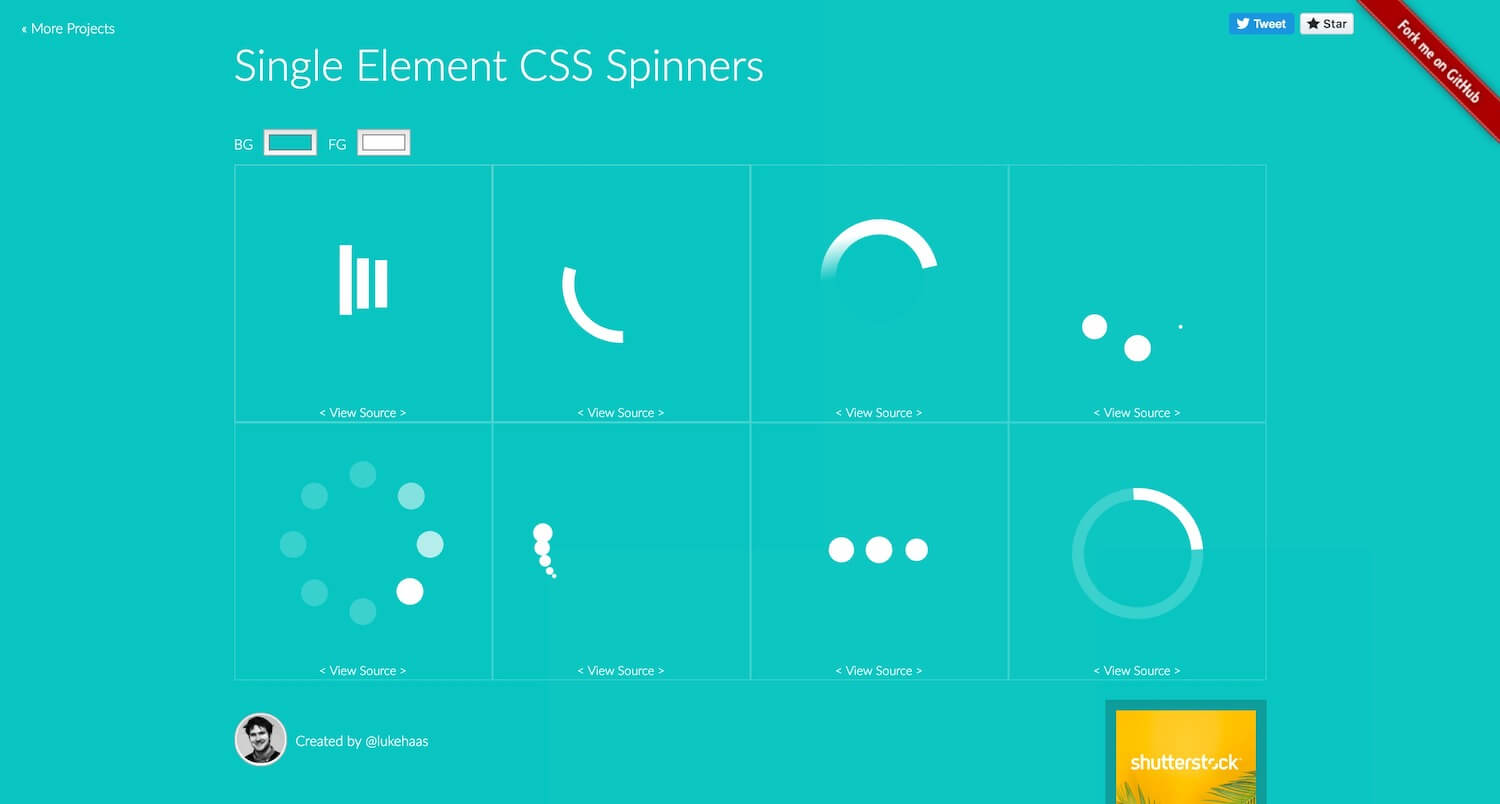 « More Projects
Tweet
Star
Fork me on GitHub
Single Element CSS Spinners
BG
FG
< View Source >
< View Source >
< View Source >
< View Source >
< View Source >
< View Source >
< View Source >
< View Source >
Created by @lukehaas
shutterstock